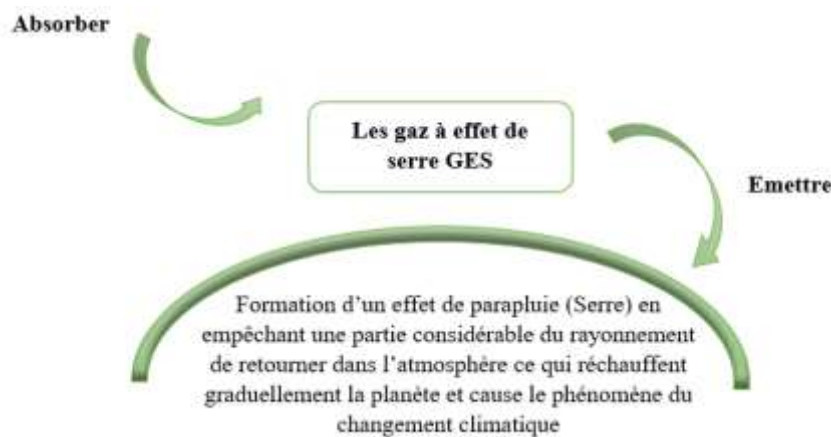 Absorber
Les gaz à effet de
serre GES
Emettre
Formation d'un effet de parapluie (Serre) en
empêchant une partie considérable du rayonnement
de retourner dans l'atmosphère ce qui réchauffent
graduellement la planète et cause le phénomène du
changement climatique